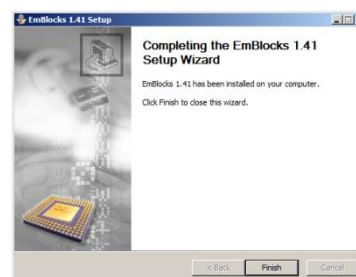 EmBlocks 1.41 Setup
Completing the EmBlocks 1.41
Setup Wizard
EmBlocks 1.41 has been installed on your computer.
Click Finish to close this wizard.
< Back
Finish
Cancel